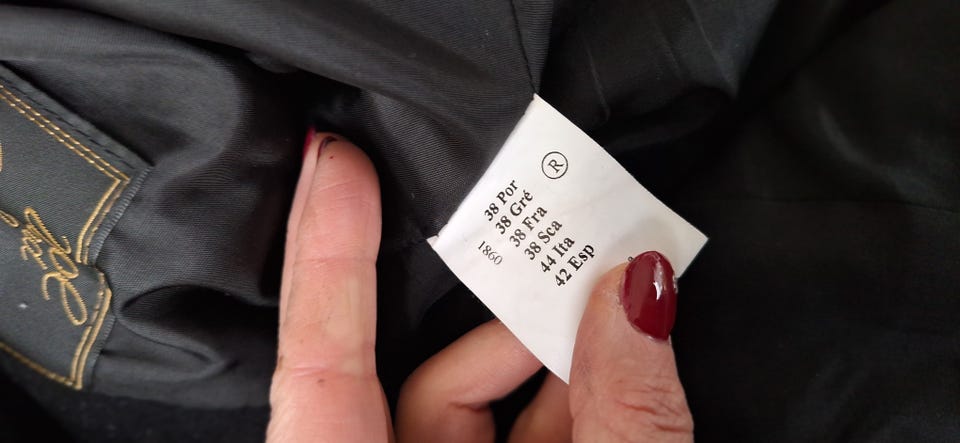 ®
38 Por
38 Gré
38 Fra
38 Sca
44 Ita
42 Esp
1860